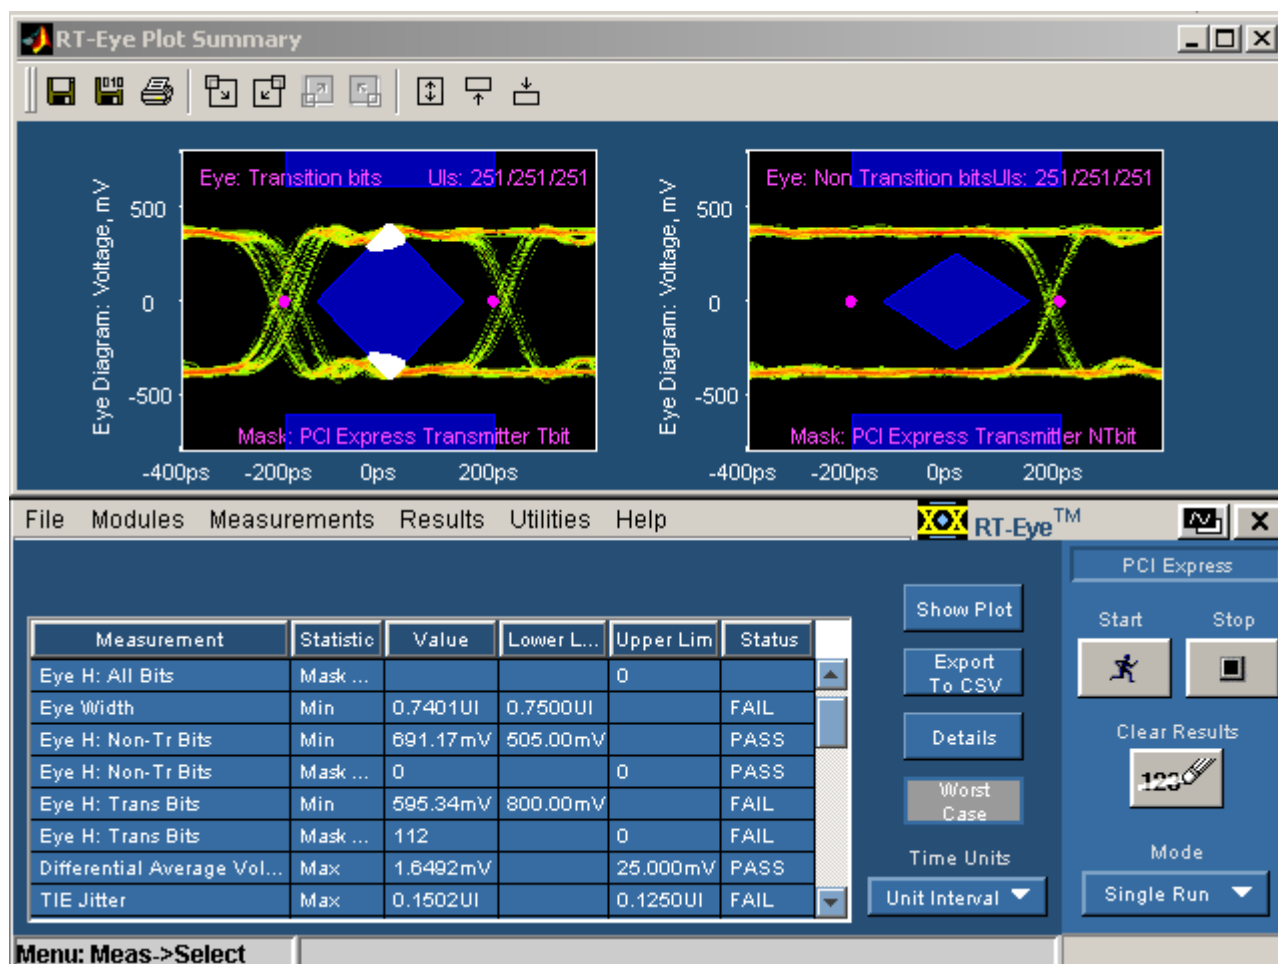 RT-Eye Plot Summary
010
Eye: Transition bits UIs: 251/251/251
Eye Diagram: Voltage, mV
500
0
-500
Mask: PCI Express Transmitter Tbit
-400ps -200ps 0ps 200ps
Eye: Non Transition bitsUIs: 251/251/251
Eye Diagram: Voltage, mV
500
0
-500
Mask: PCI Express Transmitter NTbit
-400ps -200ps 0ps 200ps
File Modules Measurements Results Utilities Help
RT-Eye™
Measurement Statistic Value Lower L... Upper Lim Status
Eye H: All Bits Mask ... 0
Eye Width Min 0.7401UI 0.7500UI FAIL
Eye H: Non-Tr Bits Min 691.17mV 505.00mV PASS
Eye H: Non-Tr Bits Mask ... 0 0 PASS
Eye H: Trans Bits Min 595.34mV 800.00mV FAIL
Eye H: Trans Bits Mask ... 112 0 FAIL
Differential Average Vol... Max 1.6492mV 25.000mV PASS
TIE Jitter Max 0.1502UI 0.1250UI FAIL
Show Plot
Export
To CSV
Details
Worst
Case
Time Units
Unit Interval
PCI Express
Start Stop
Clear Results
123
Mode
Single Run
Menu: Meas->Select